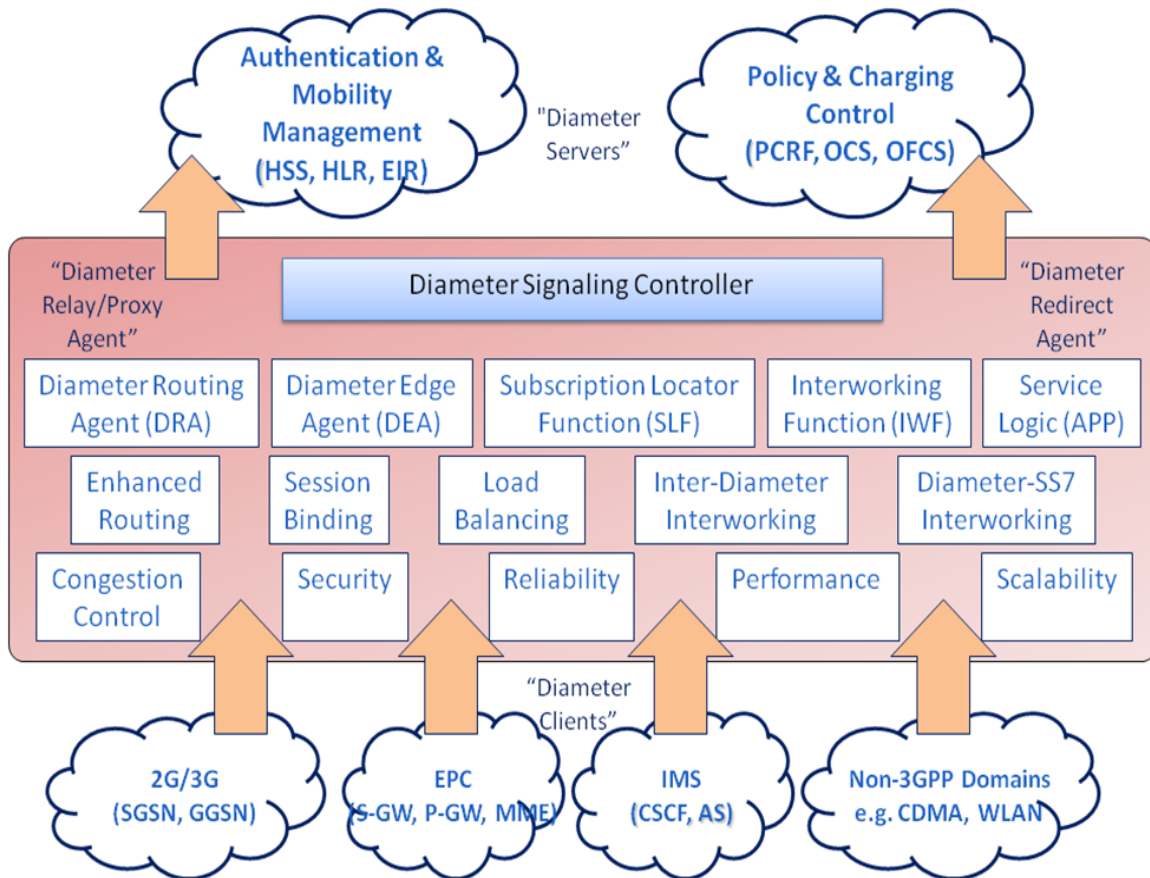 Authentication &
Mobility
Management
(HSS, HLR, EIR)
"Diameter
Servers”
Policy & Charging
Control
(PCRF, OCS, OFCS)
“Diameter
Relay/Proxy
Agent”
Diameter Signaling Controller
“Diameter
Redirect
Agent”
Diameter Routing
Agent (DRA)
Diameter Edge
Agent (DEA)
Subscription Locator
Function (SLF)
Interworking
Function (IWF)
Service
Logic (APP)
Enhanced
Routing
Session
Binding
Load
Balancing
Inter-Diameter
Interworking
Diameter-SS7
Interworking
Congestion
Control
Security
Reliability
Performance
Scalability
“Diameter
Clients”
2G/3G
(SGSN, GGSN)
EPC
(S-GW, P-GW, MME)
IMS
(CSCF, AS)
Non-3GPP Domains
e.g. CDMA, WLAN